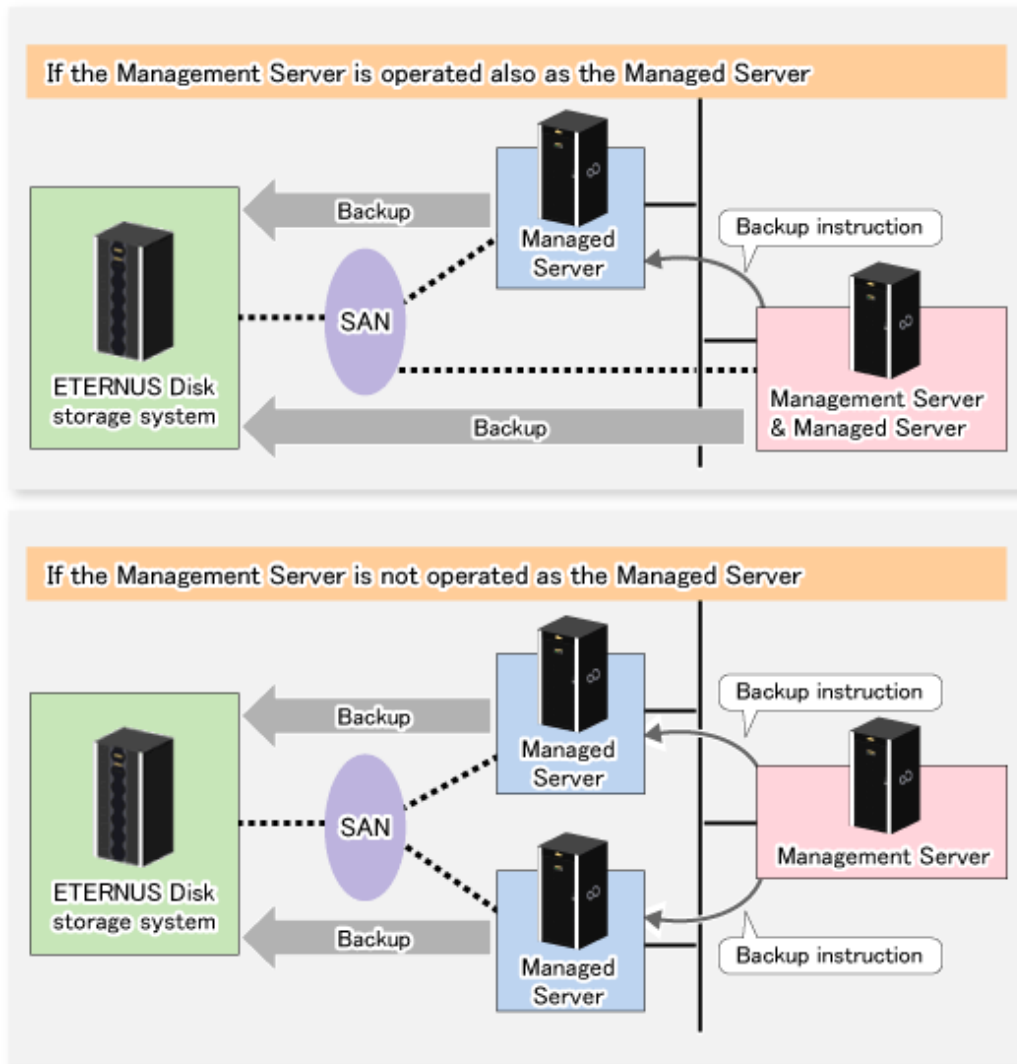 If the Management Server is operated also as the Managed Server
Backup
Managed
Server
Backup instruction
SAN
ETERNUS Disk
storage system
Management Server
& Managed Server
Backup
If the Management Server is not operated as the Managed Server
Backup
Managed
Server
Backup instruction
SAN
Management Server
ETERNUS Disk
storage system
Backup
Managed
Server
Backup instruction